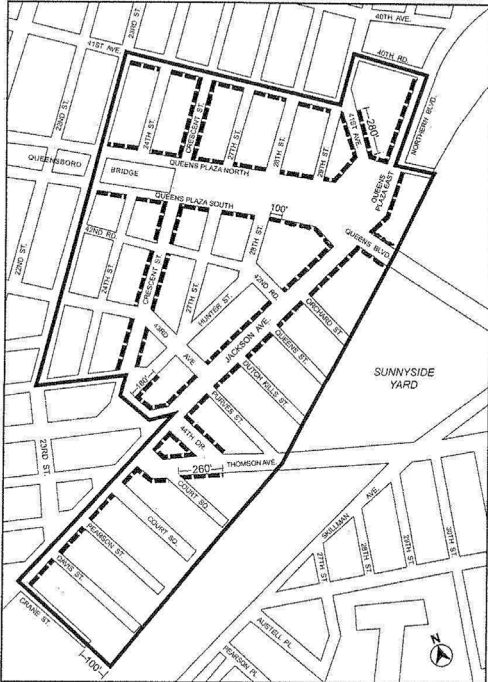 40TH AVE.
23RD ST.
41ST AVE.
40TH RD.
NORTHERN BLVD.
22ND ST.
24TH ST.
CRESCENT ST.
27TH ST.
28TH ST.
29TH ST.
41ST AVE.
280'
QUEENSBORO
BRIDGE
QUEENS PLAZA NORTH
QUEENS PLAZA EAST
QUEENS PLAZA SOUTH
100'
42ND RD.
28TH ST.
QUEENS BLVD.
22ND ST.
24TH ST.
CRESCENT ST.
27TH ST.
HUNTER ST.
42ND RD.
43RD AVE
JACKSON AVE.
ORCHARD ST.
QUEENS ST.
DUTCH KILLS ST.
PURVES ST.
SUNNYSIDE
YARD
180'
44TH DR.
23RD ST.
THOMSON AVE.
260'
COURT SQ.
COURT SQ.
PEARSON ST.
DAVIS ST.
CRANE ST.
100'
SKILLMAN AVE
27TH ST.
28TH ST.
29TH ST.
30TH ST.
AUSTELL PL
PEARSON PL
N